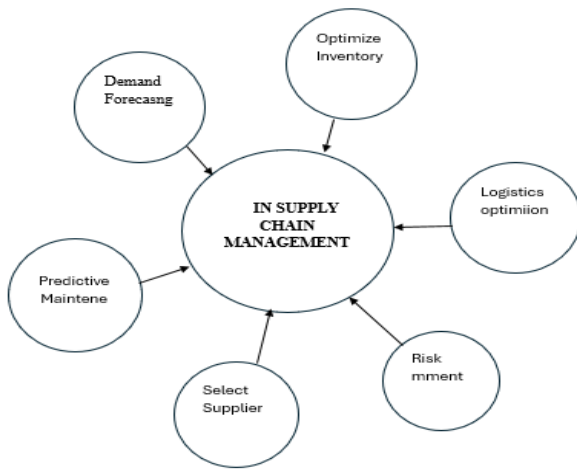 Optimize
Inventory
Demand
Forecasng
IN SUPPLY
CHAIN
MANAGEMENT
Logistics
optimiion
Predictive
Maintene
Risk
mment
Select
Supplier